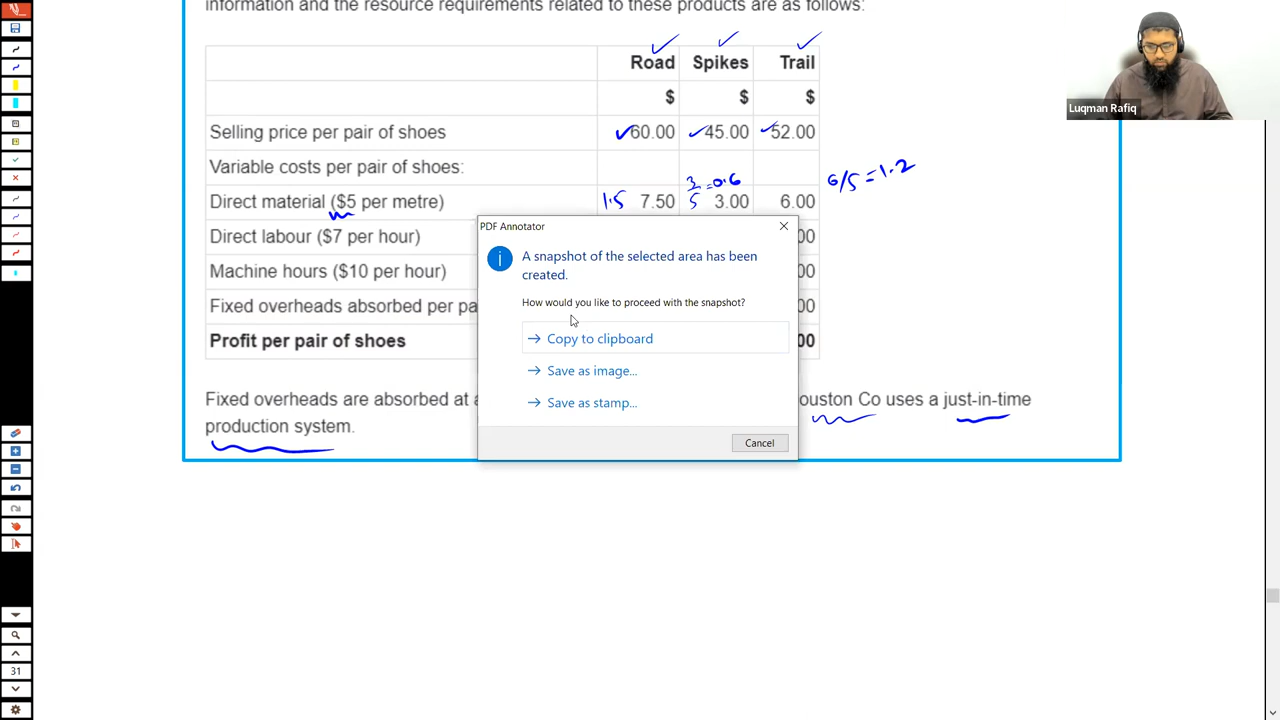 information and the resource requirements related to these products are as follows:
Road Spikes Trail
$ $ $
Selling price per pair of shoes 60.00 45.00 52.00
Variable costs per pair of shoes:
6/5 = 1.2
3/5 = 0.6
Direct material ($5 per metre) 1.5 7.50 3.00 6.00
Direct labour ($7 per hour) 00
Machine hours ($10 per hour) 00
Fixed overheads absorbed per pa 00
Profit per pair of shoes 00
Fixed overheads are absorbed at a ouston Co uses a just-in-time
production system.
PDF Annotator
A snapshot of the selected area has been
created.
How would you like to proceed with the snapshot?
Copy to clipboard
Save as image...
Save as stamp...
Cancel
Luqman Rafiq
31